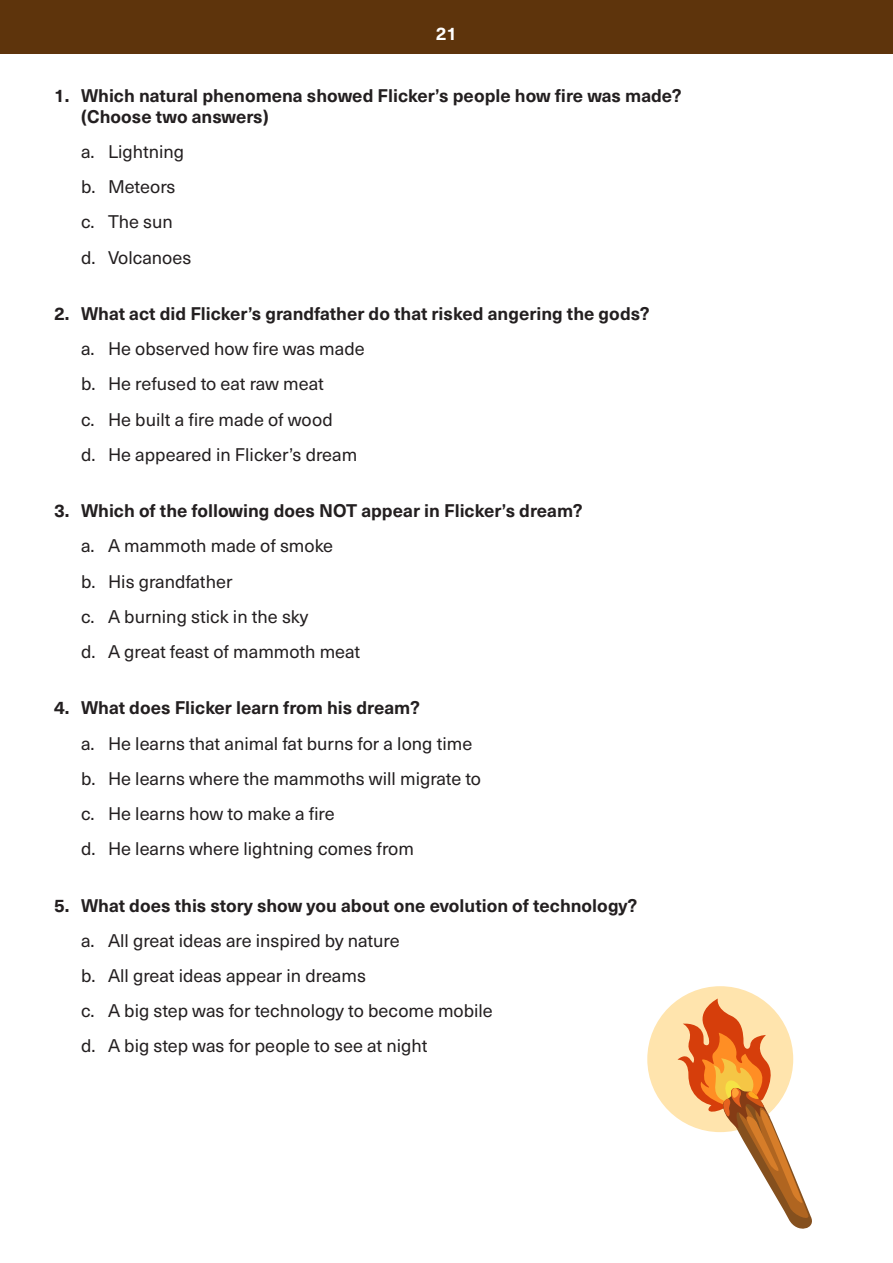 21
1. Which natural phenomena showed Flicker’s people how fire was made?
(Choose two answers)
a. Lightning
b. Meteors
c. The sun
d. Volcanoes
2. What act did Flicker’s grandfather do that risked angering the gods?
a. He observed how fire was made
b. He refused to eat raw meat
c. He built a fire made of wood
d. He appeared in Flicker’s dream
3. Which of the following does NOT appear in Flicker’s dream?
a. A mammoth made of smoke
b. His grandfather
c. A burning stick in the sky
d. A great feast of mammoth meat
4. What does Flicker learn from his dream?
a. He learns that animal fat burns for a long time
b. He learns where the mammoths will migrate to
c. He learns how to make a fire
d. He learns where lightning comes from
5. What does this story show you about one evolution of technology?
a. All great ideas are inspired by nature
b. All great ideas appear in dreams
c. A big step was for technology to become mobile
d. A big step was for people to see at night